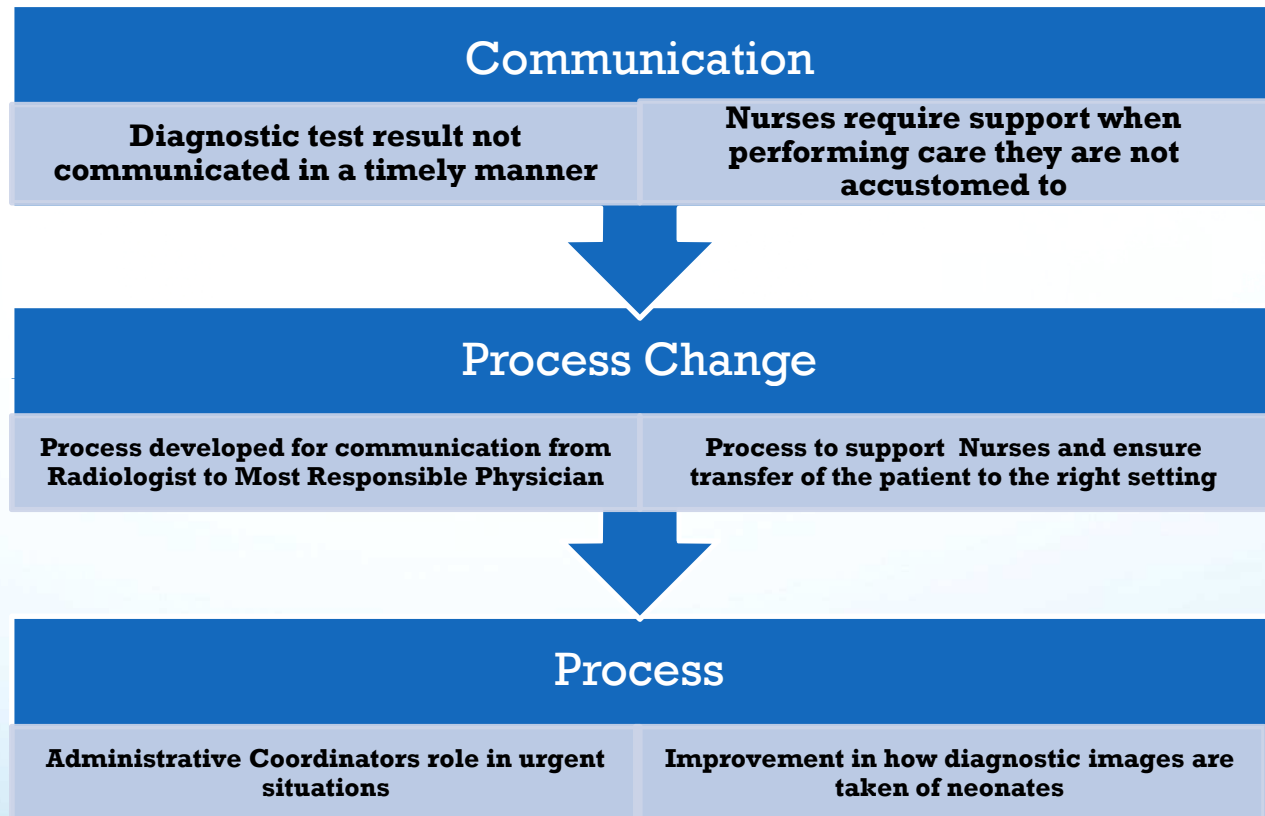 Communication
Diagnostic test result not
communicated in a timely manner
Nurses require support when
performing care they are not
accustomed to
Process Change
Process developed for communication from
Radiologist to Most Responsible Physician
Process to support  Nurses and ensure
transfer of the patient to the right setting
Process
Administrative Coordinators role in urgent
situations
Improvement in how diagnostic images are
taken of neonates